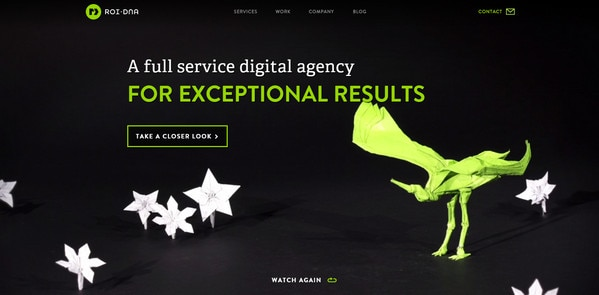 ROI·DNA
SERVICES WORK COMPANY BLOG
CONTACT
A full service digital agency
FOR EXCEPTIONAL RESULTS
TAKE A CLOSER LOOK >
WATCH AGAIN